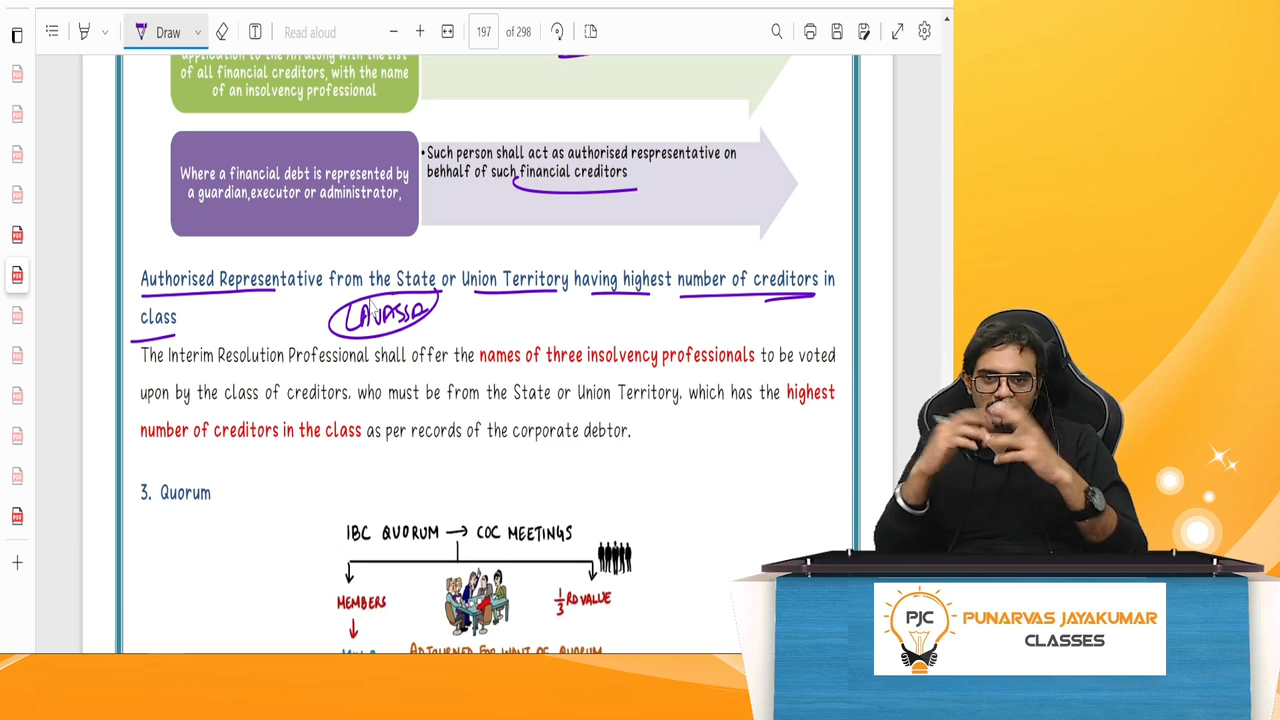 Draw
Read aloud
197
of 298
application to the AA along with the list
of all financial creditors, with the name
of an insolvency professional
Where a financial debt is represented by
a guardian,executor or administrator,
•Such person shall act as authorised respresentative on
behhalf of such financial creditors
Authorised Representative from the State or Union Territory having highest number of creditors in
class
LAVASSA
The Interim Resolution Professional shall offer the names of three insolvency professionals to be voted
upon by the class of creditors, who must be from the State or Union Territory, which has the highest
number of creditors in the class as per records of the corporate debtor.
3. Quorum
IBC QUORUM → COC MEETINGS
MEMBERS
1/3 RD VALUE
ADJOURNED FOR WANT OF QUORUM
PJC
PUNARVAS JAYAKUMAR
CLASSES